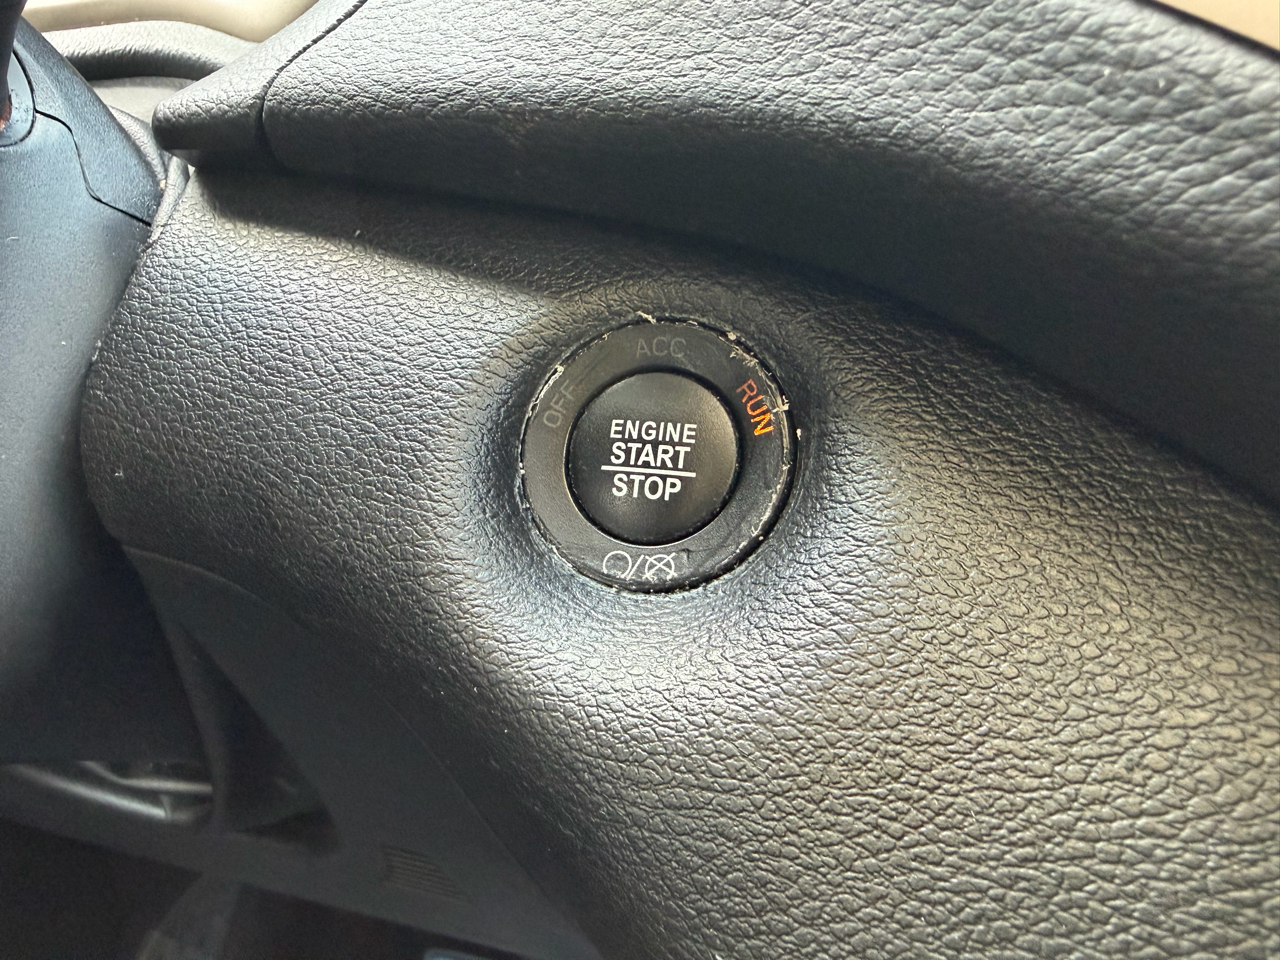 ACC
OFF
RUN
ENGINE
START
STOP